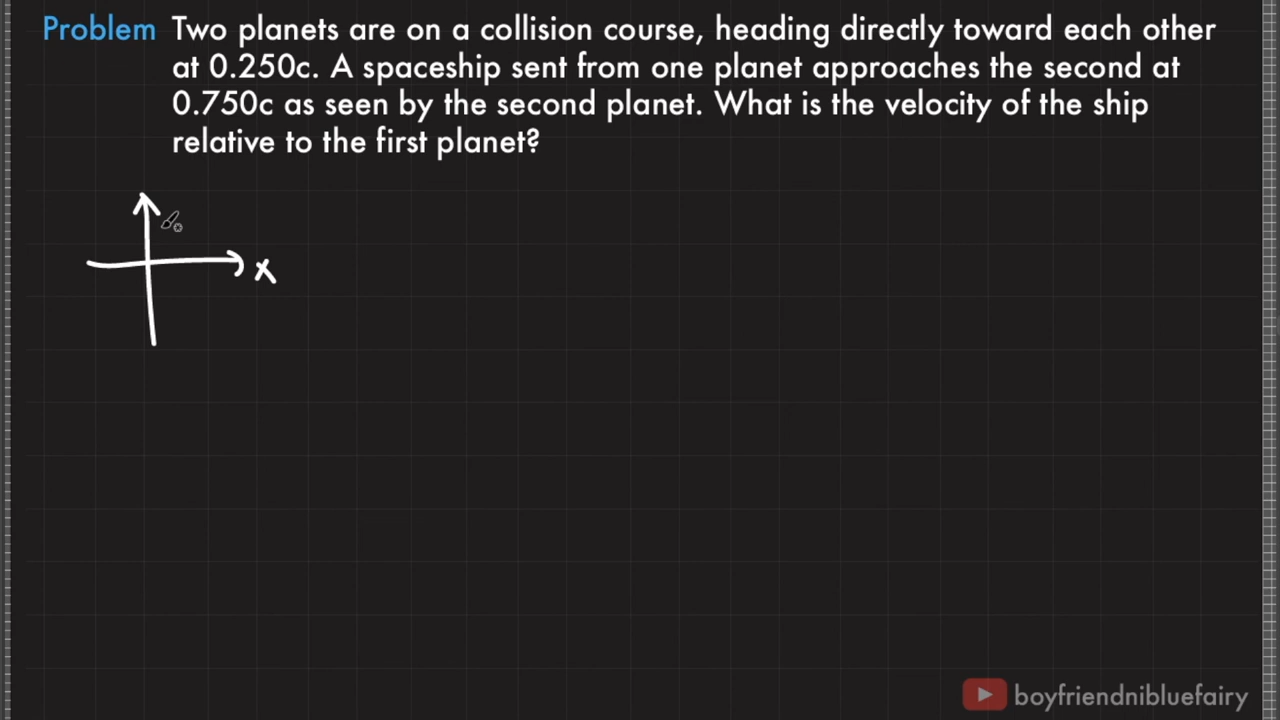 Problem Two planets are on a collision course, heading directly toward each other
at 0.250c. A spaceship sent from one planet approaches the second at
0.750c as seen by the second planet. What is the velocity of the ship
relative to the first planet?
x
boyfriendnibluefairy